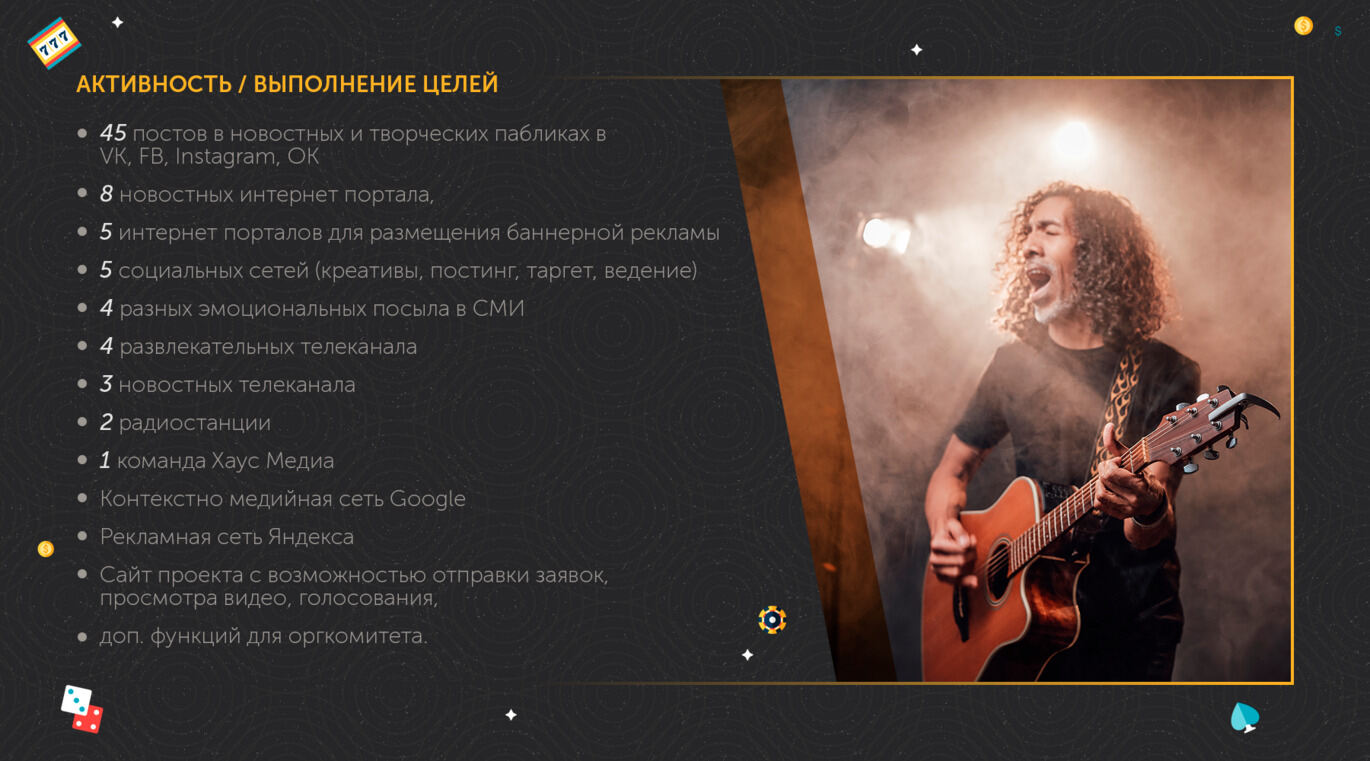 777
$
$
АКТИВНОСТЬ / ВЫПОЛНЕНИЕ ЦЕЛЕЙ
45 постов в новостных и творческих пабликах в
VK, FB, Instagram, ОК
8 новостных интернет портала,
5 интернет порталов для размещения баннерной рекламы
5 социальных сетей (креативы, постинг, таргет, ведение)
4 разных эмоциональных посыла в СМИ
4 развлекательных телеканала
3 новостных телеканала
2 радиостанции
1 команда Хаус Медиа
Контекстно медийная сеть Google
Рекламная сеть Яндекса
$
Сайт проекта с возможностью отправки заявок,
просмотра видео, голосования,
доп. функций для оргкомитета.